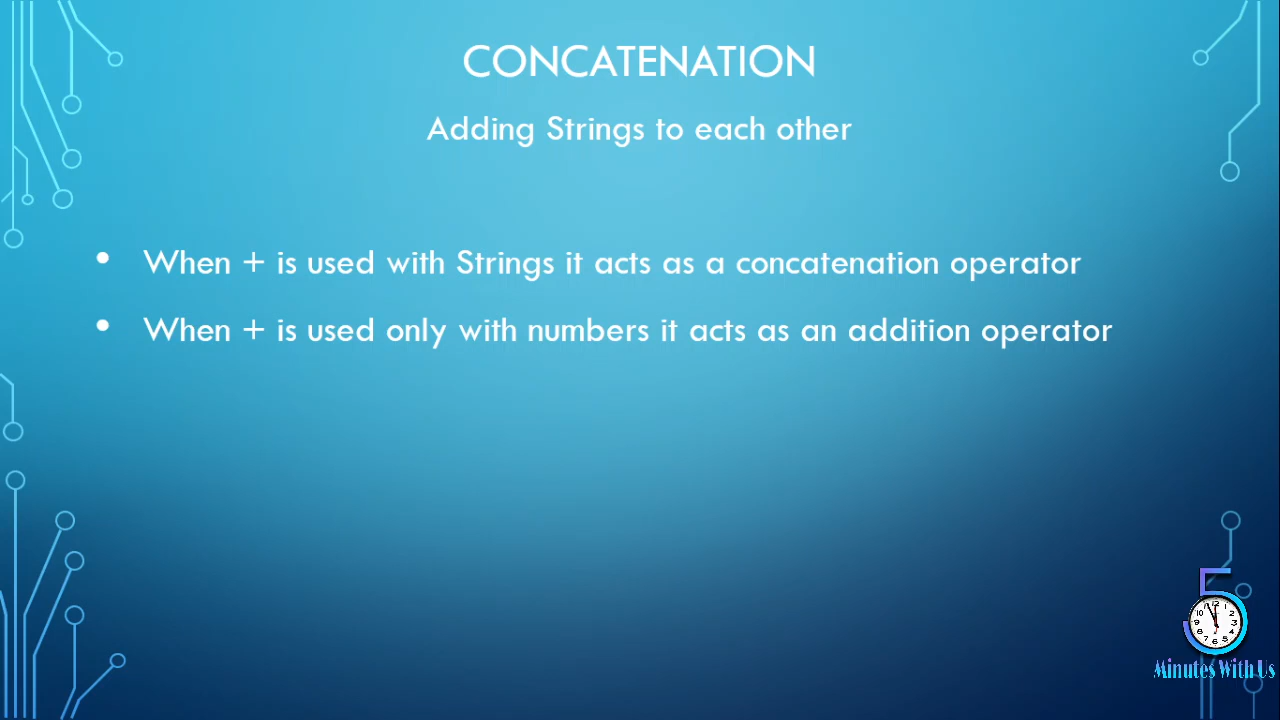 CONCATENATION
Adding Strings to each other
• When + is used with Strings it acts as a concatenation operator
• When + is used only with numbers it acts as an addition operator
5
Minutes With Us